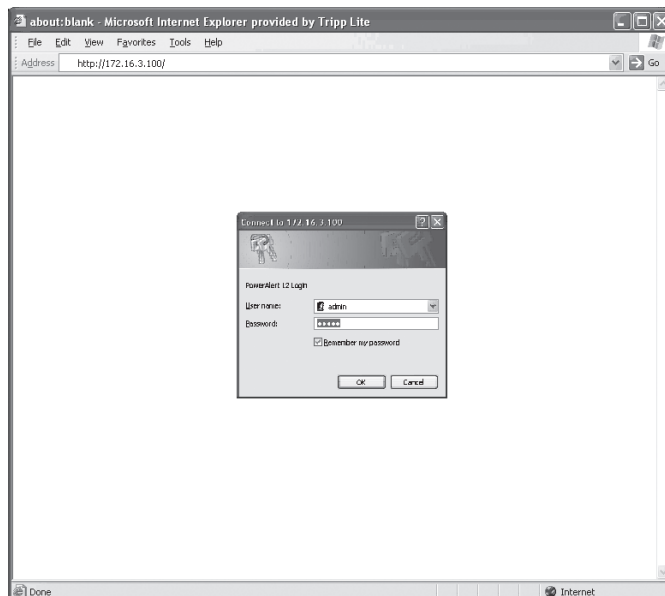 about:blank - Microsoft Internet Explorer provided by Tripp Lite
File Edit View Favorites Tools Help
Address http://172.16.3.100/ Go
Connect to 172.16.3.100
PowerAlert 12 Login
User name: admin
Password: •••••
Remember my password
OK Cancel
Done Internet